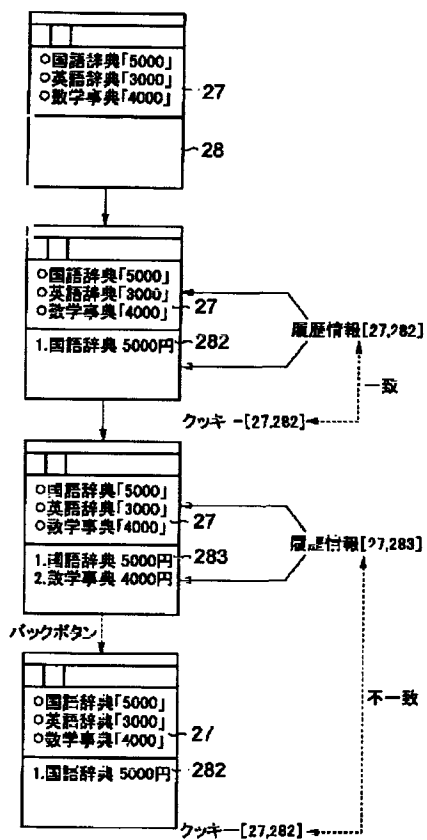 ○国語辞典「5000」
○英語辞典「3000」
○数学事典「4000」
27
28
○国語辞典「5000」
○英語辞典「3000」
○数学事典「4000」
27
1.国語辞典 5000円
282
履歴情報[27,282]
一致
クッキー[27,282]
○国語辞典「5000」
○英語辞典「3000」
○数学事典「4000」
27
1.国語辞典 5000円
2.数学事典 4000円
283
履歴情報[27,283]
バックボタン
不一致
○国語辞典「5000」
○英語辞典「3000」
○数学事典「4000」
27
1.国語辞典 5000円
282
クッキー[27,282]